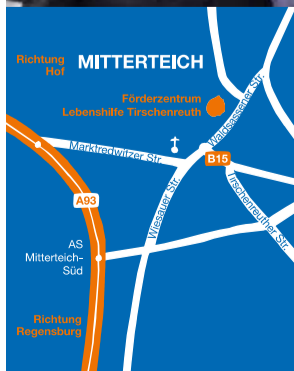 Richtung
Hof
MITTERTEICH
Förderzentrum
Lebenshilfe Tirschenreuth
Waldsassener Str.
Marktredwitzer Str.
B15
Wiesauer Str.
Tirschenreuther Str.
A93
AS
Mitterteich-
Süd
Richtung
Regensburg